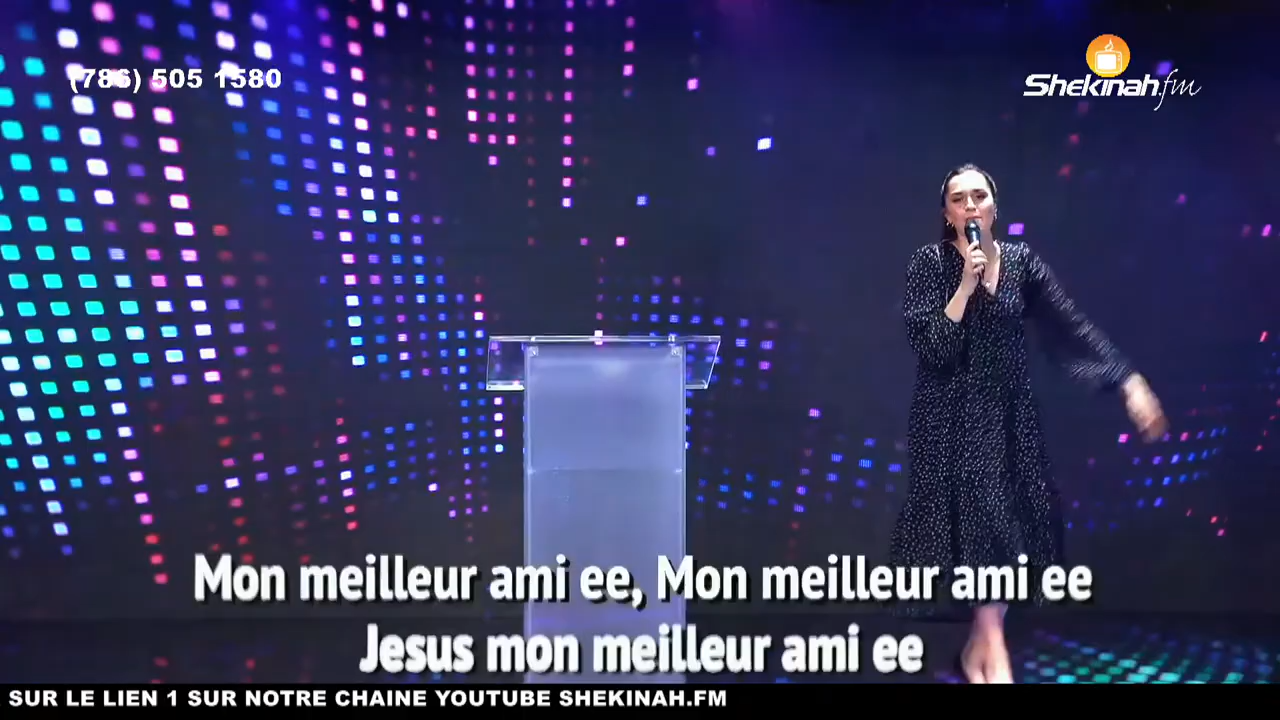 (786) 505 1580
Shekinah.fm
Mon meilleur ami ee, Mon meilleur ami ee
Jesus mon meilleur ami ee
SUR LE LIEN 1 SUR NOTRE CHAINE YOUTUBE SHEKINAH.FM